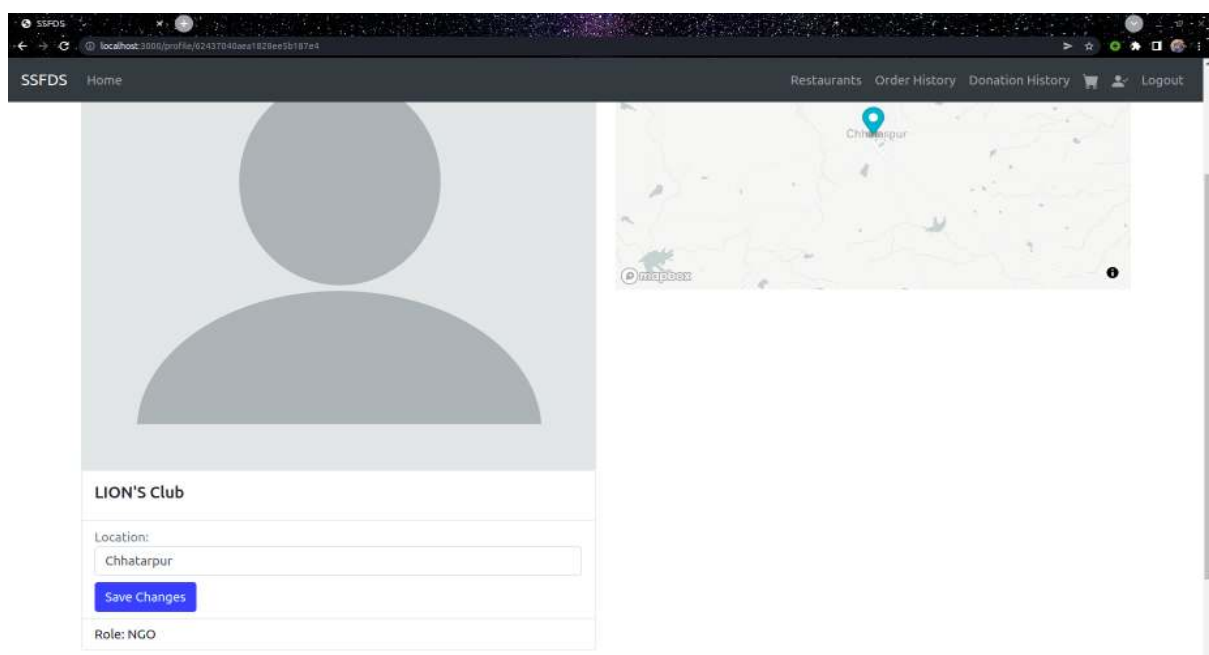 SSFDS
localhost:3000/profile/62437040aea1828ee5b187e4
SSFDS Home Restaurants Order History Donation History Logout
Chhatarpur
mapbox
LION'S Club
Location:
Chhatarpur
Save Changes
Role: NGO